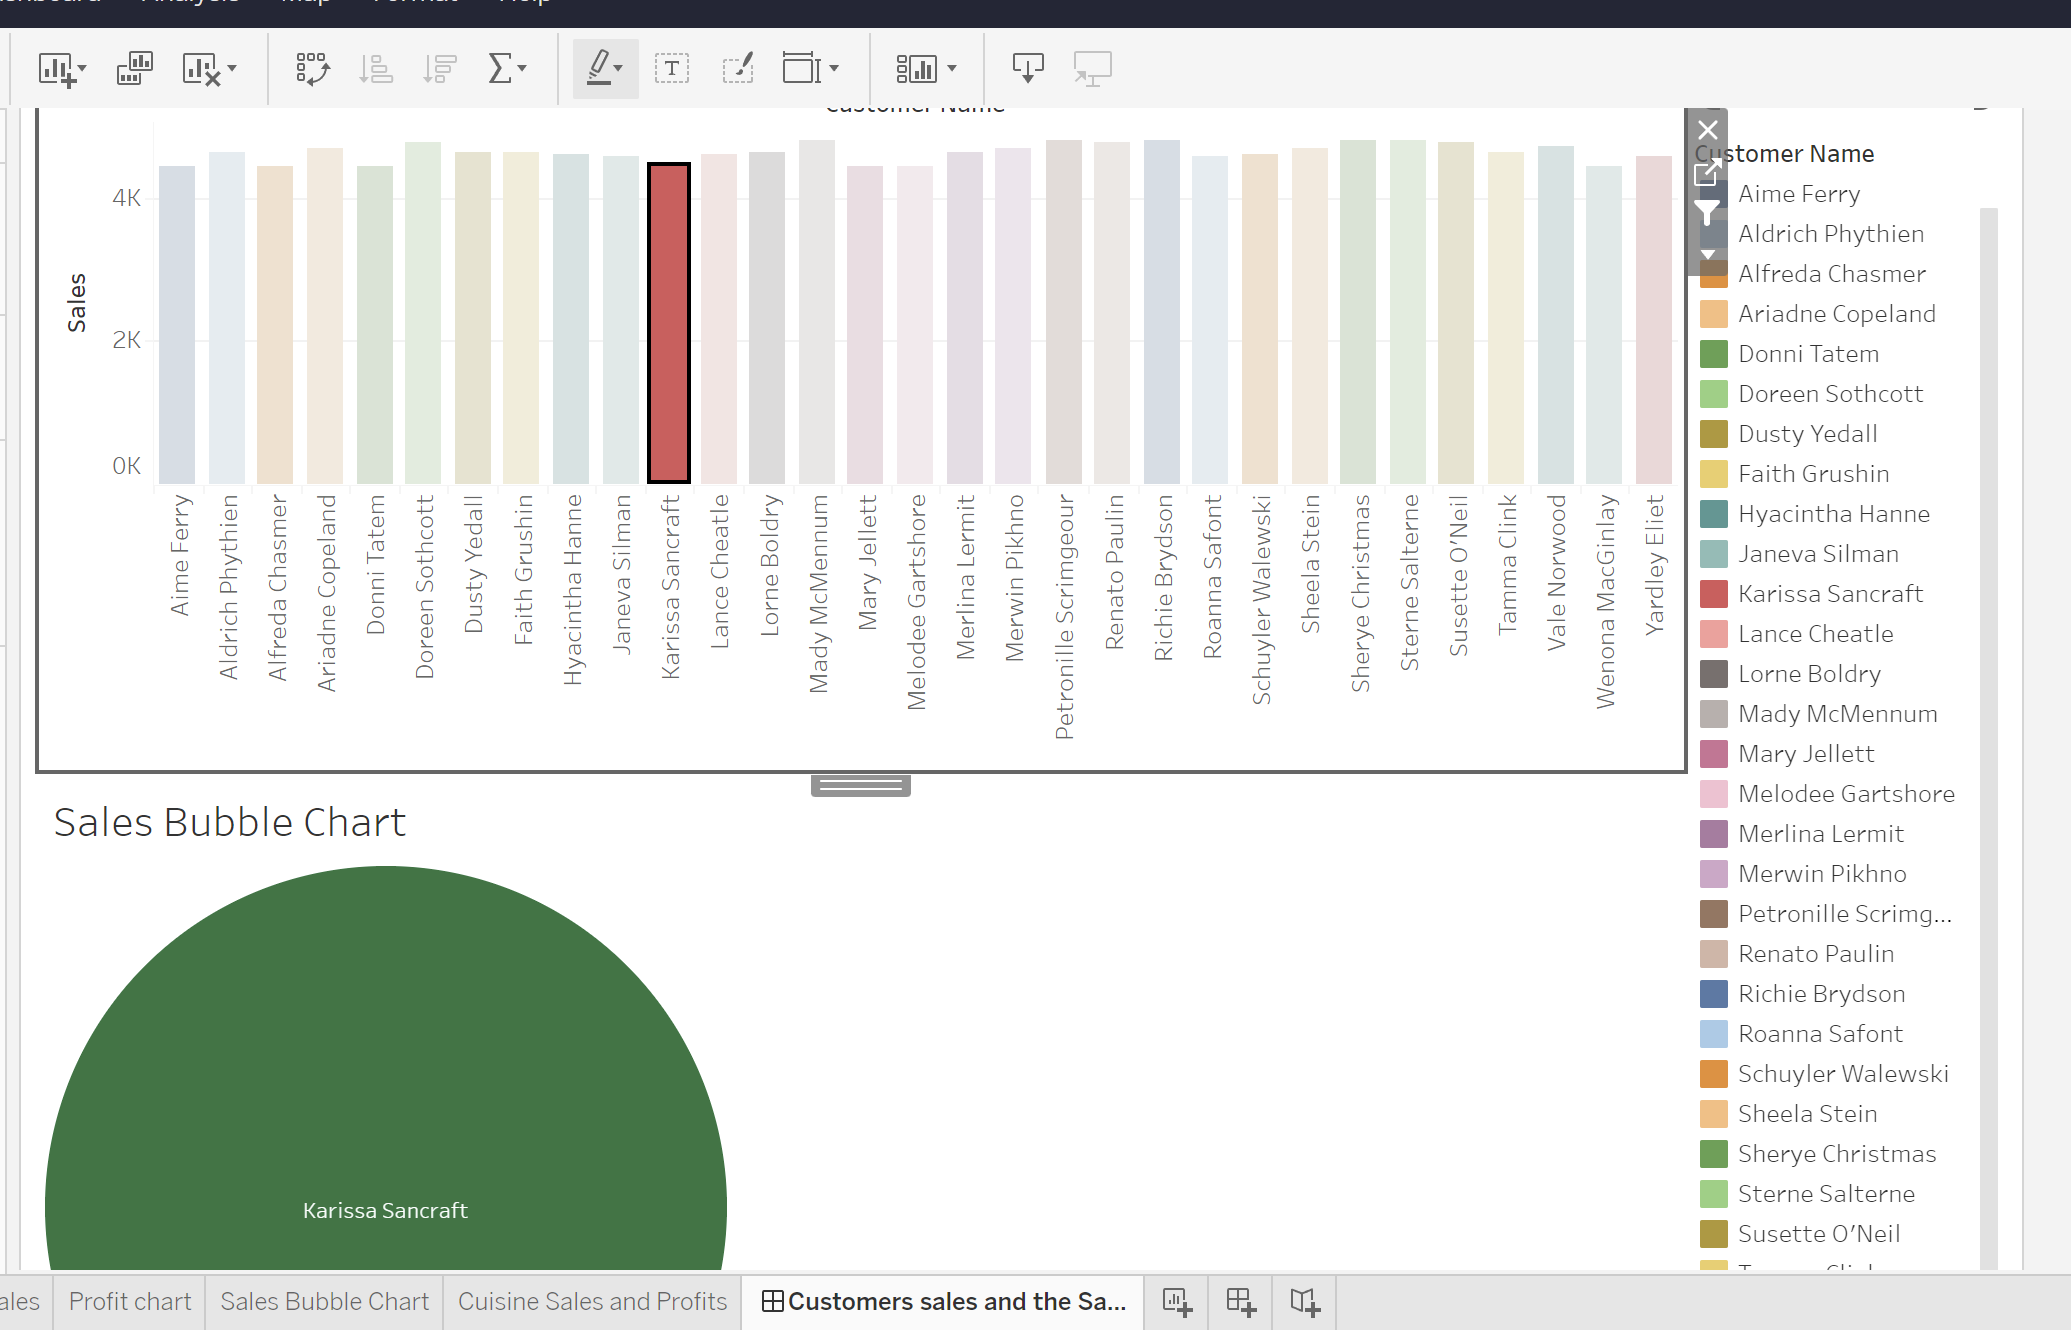 Customer Name
Sales
4K
2K
0K
Aime Ferry
Aldrich Phythien
Alfreda Chasmer
Ariadne Copeland
Donni Tatem
Doreen Sothcott
Dusty Yedall
Faith Grushin
Hyacintha Hanne
Janeva Silman
Karissa Sancraft
Lance Cheatle
Lorne Boldry
Mady McMennum
Mary Jellett
Melodee Gartshore
Merlina Lermit
Merwin Pikhno
Petronille Scrimgeour
Renato Paulin
Richie Brydson
Roanna Safont
Schuyler Walewski
Sheela Stein
Sherye Christmas
Sterne Salterne
Susette O'Neil
Tamma Clink
Vale Norwood
Wenona MacGinlay
Yardley Eliet
Customer Name
Aime Ferry
Aldrich Phythien
Alfreda Chasmer
Ariadne Copeland
Donni Tatem
Doreen Sothcott
Dusty Yedall
Faith Grushin
Hyacintha Hanne
Janeva Silman
Karissa Sancraft
Lance Cheatle
Lorne Boldry
Mady McMennum
Mary Jellett
Melodee Gartshore
Merlina Lermit
Merwin Pikhno
Petronille Scrimg...
Renato Paulin
Richie Brydson
Roanna Safont
Schuyler Walewski
Sheela Stein
Sherye Christmas
Sterne Salterne
Susette O'Neil
Sales Bubble Chart
Karissa Sancraft
ales
Profit chart
Sales Bubble Chart
Cuisine Sales and Profits
Customers sales and the Sa...